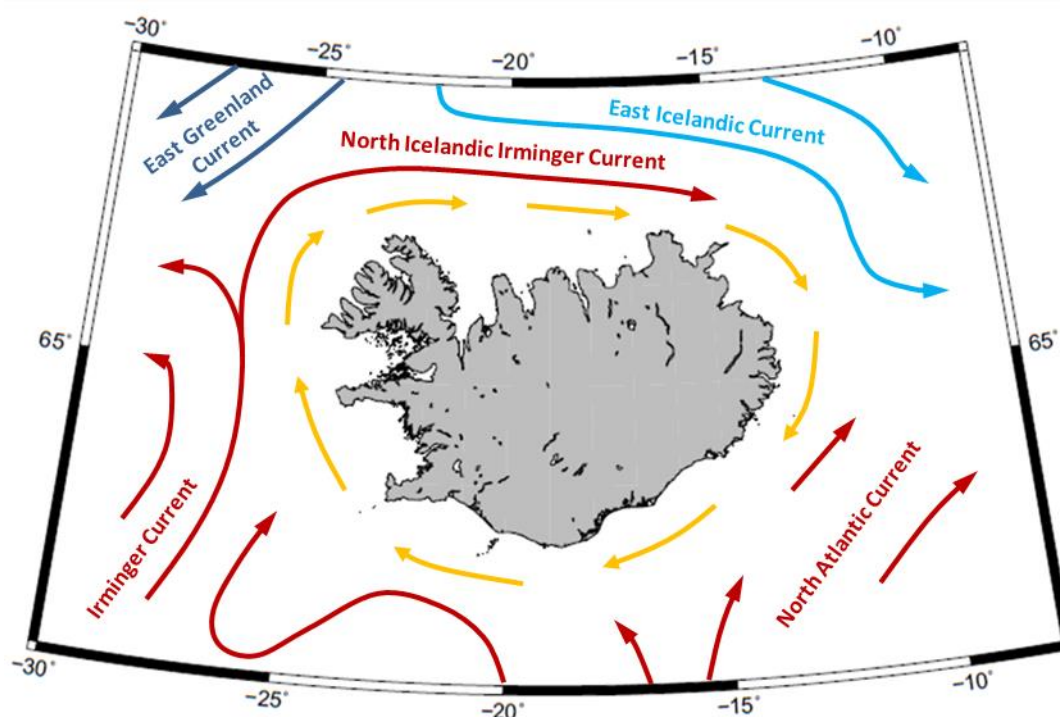 −30°
−25°
−20°
−15°
−10°
East Greenland
Current
East Icelandic Current
North Icelandic Irminger Current
65°
65°
Irminger Current
North Atlantic Current
−30°
−25°
−20°
−15°
−10°